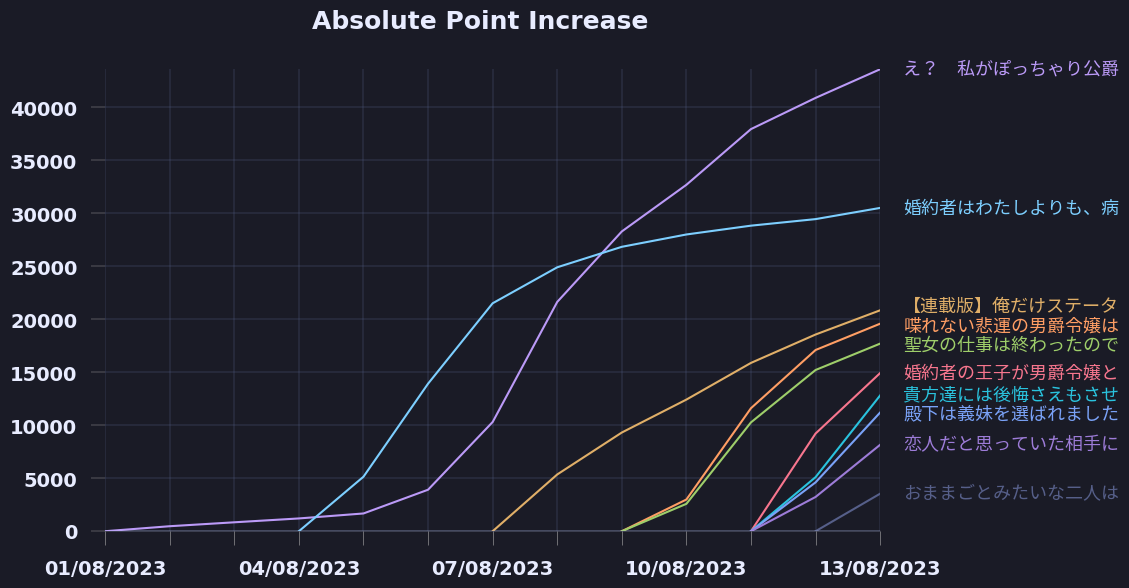 Absolute Point Increase
え？　私がぽっちゃり公爵
40000
35000
婚約者はわたしよりも、病
30000
25000
【連載版】俺だけステータ
20000
喋れない悲運の男爵令嬢は
聖女の仕事は終わったので
15000
婚約者の王子が男爵令嬢と
貴方達には後悔さえもさせ
殿下は義妹を選ばれました
10000
恋人だと思っていた相手に
5000
おままごとみたいな二人は
0
01/08/2023
04/08/2023
07/08/2023
10/08/2023
13/08/2023